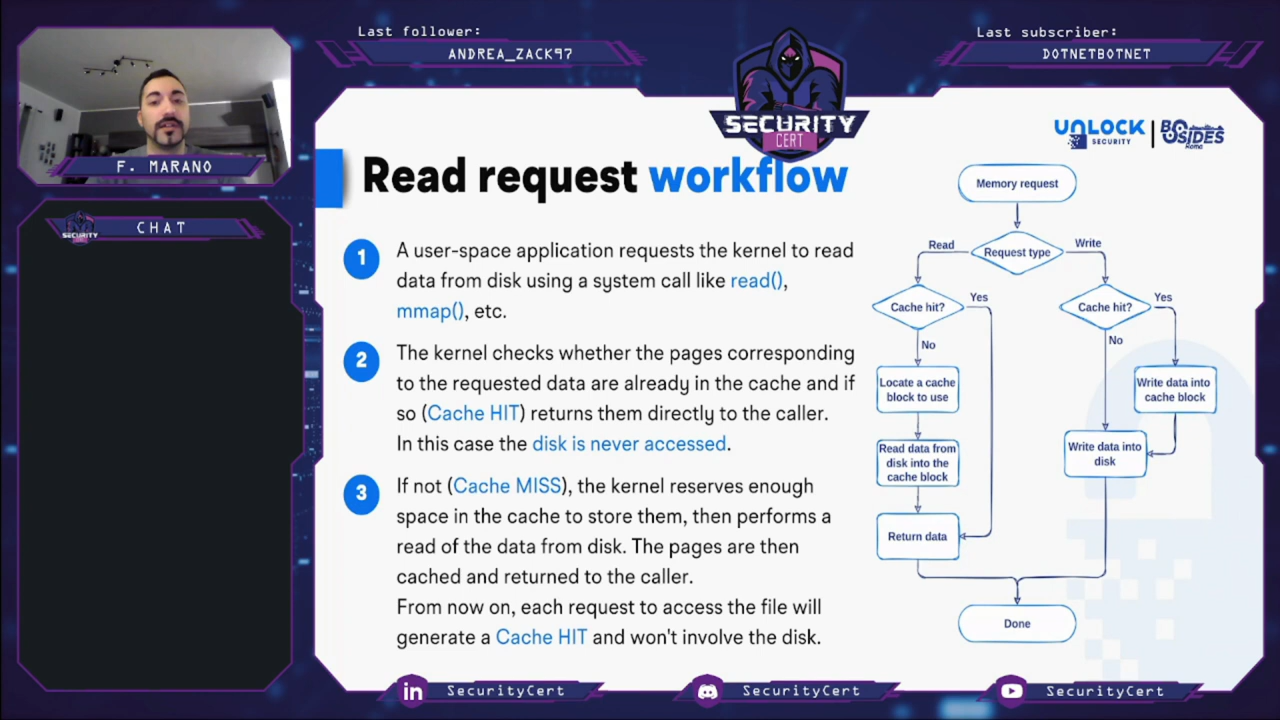 Last follower:
ANDREA_ZACK97
Last subscriber:
DOTNETBOTNET
F. MARANO
CHAT
SECURITY
SECURITY
CERT
UNLOCK
SECURITY
BSIDES
Roma
Read request workflow
1
A user-space application requests the kernel to read
data from disk using a system call like read(),
mmap(), etc.
2
The kernel checks whether the pages corresponding
to the requested data are already in the cache and if
so (Cache HIT) returns them directly to the caller.
In this case the disk is never accessed.
3
If not (Cache MISS), the kernel reserves enough
space in the cache to store them, then performs a
read of the data from disk. The pages are then
cached and returned to the caller.
From now on, each request to access the file will
generate a Cache HIT and won't involve the disk.
Memory request
Request type
Read
Write
Cache hit?
Yes
No
Cache hit?
Yes
No
Locate a cache
block to use
Write data into
cache block
Read data from
disk into the
cache block
Write data into
disk
Return data
Done
in
SecurityCert
SecurityCert
SecurityCert